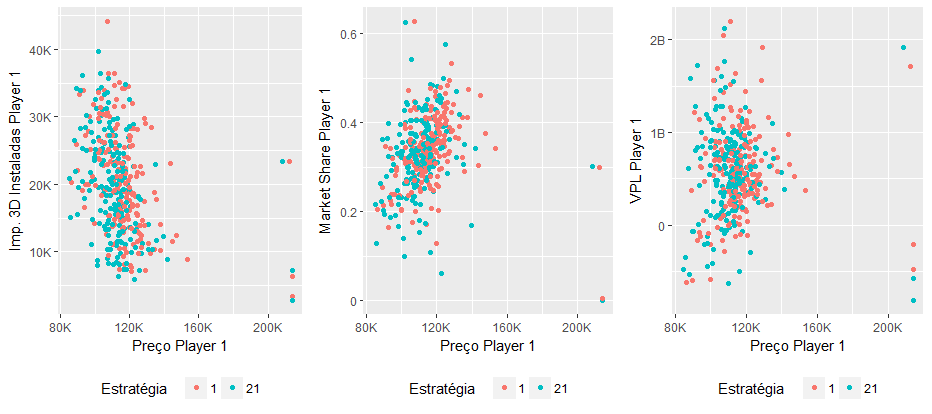 Imp. 3D Instaladas Player 1
40K
30K
20K
10K
80K 120K 160K 200K
Preço Player 1
Estratégia 1 21
Market Share Player 1
0.6
0.4
0.2
0
80K 120K 160K 200K
Preço Player 1
Estratégia 1 21
VPL Player 1
2B
1B
0
80K 120K 160K 200K
Preço Player 1
Estratégia 1 21